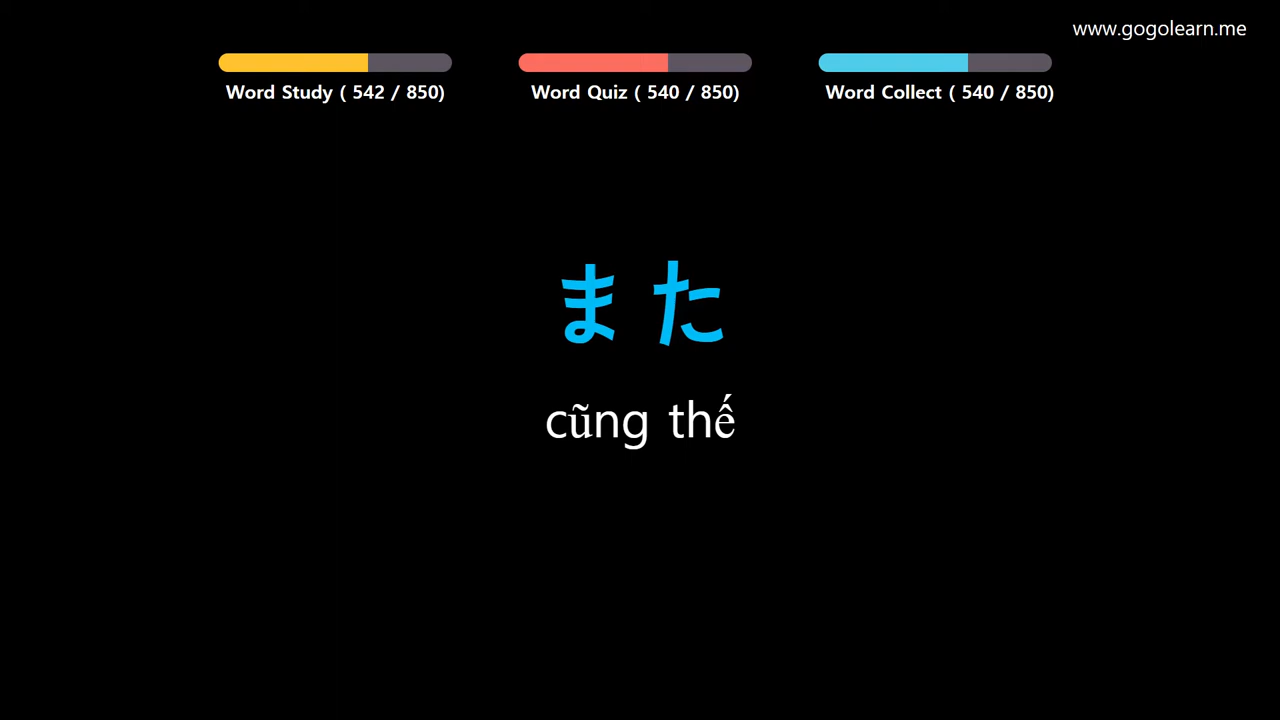 www.gogolearn.me
Word Study ( 542 / 850)
Word Quiz ( 540 / 850)
Word Collect ( 540 / 850)
また
cũng thế